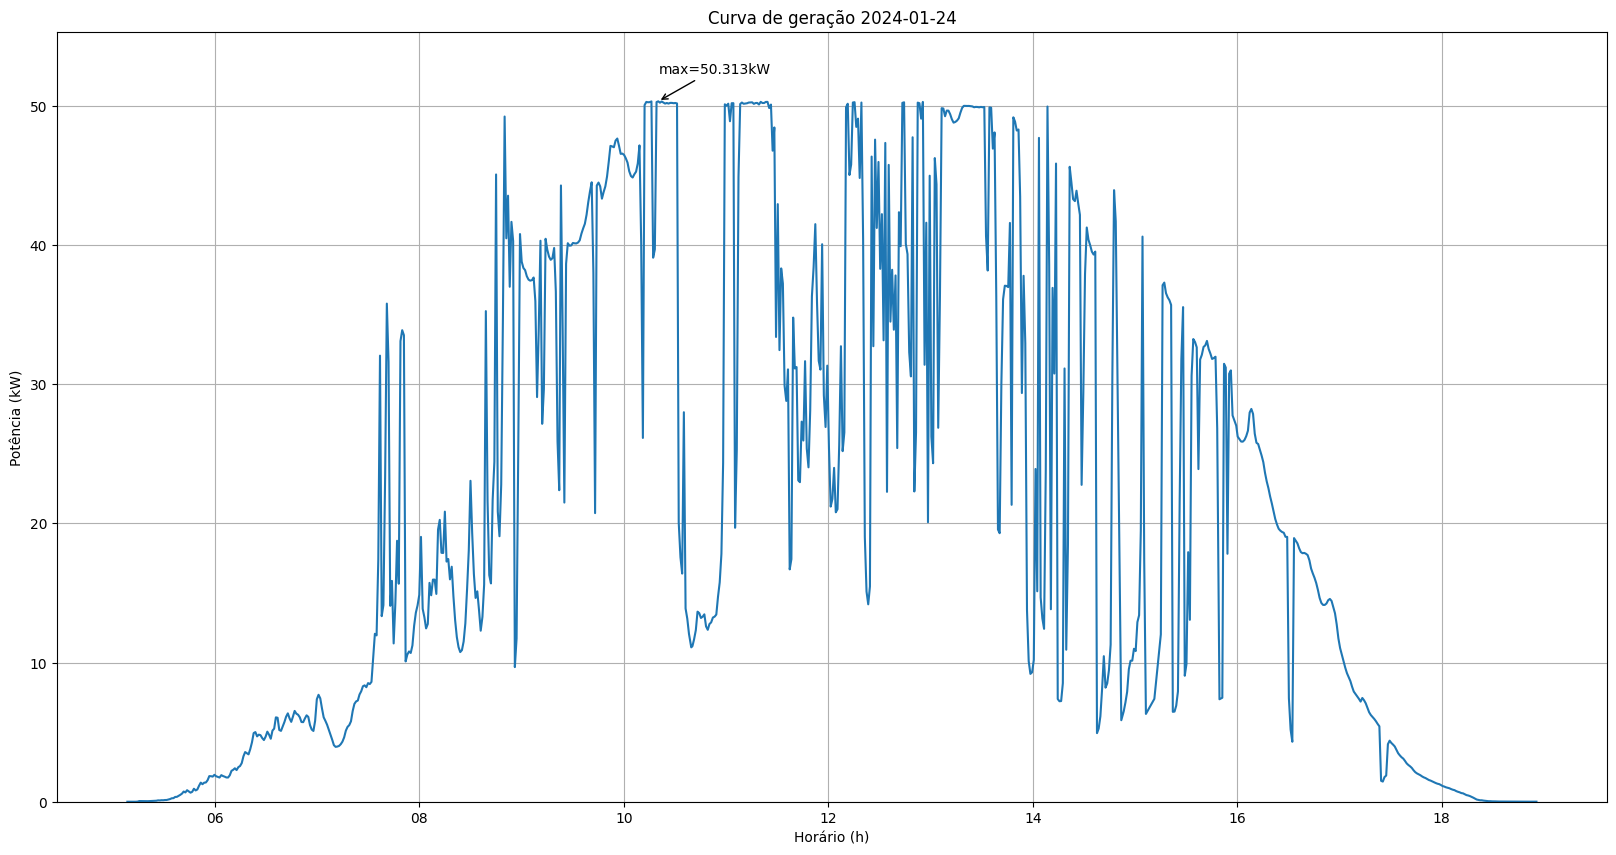 Curva de geração 2024-01-24
max=50.313kW
50
40
30
20
10
0
Potência (kW)
06 08 10 12 14 16 18
Horário (h)